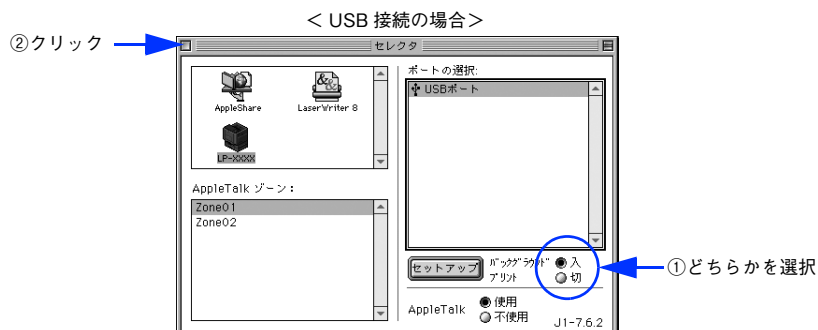 ＜ USB 接続の場合＞
②クリック
セレクタ
AppleShare
LaserWriter 8
LP-XXXX
ポートの選択:
USBポート
AppleTalk ゾーン：
Zone01
Zone02
セットアップ
バックグラウンド
プリント
入
切
①どちらかを選択
AppleTalk
使用
不使用
J1-7.6.2